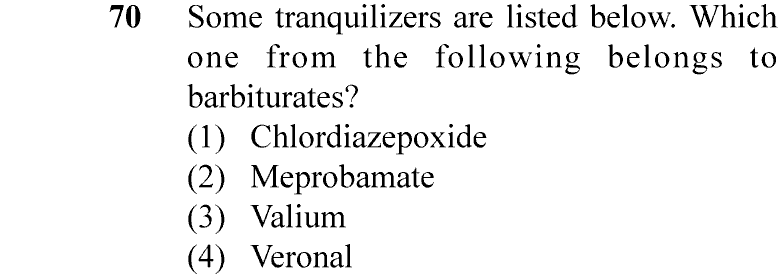 70 Some tranquilizers are listed below. Which
one from the following belongs to
barbiturates?
(1) Chlordiazepoxide
(2) Meprobamate
(3) Valium
(4) Veronal